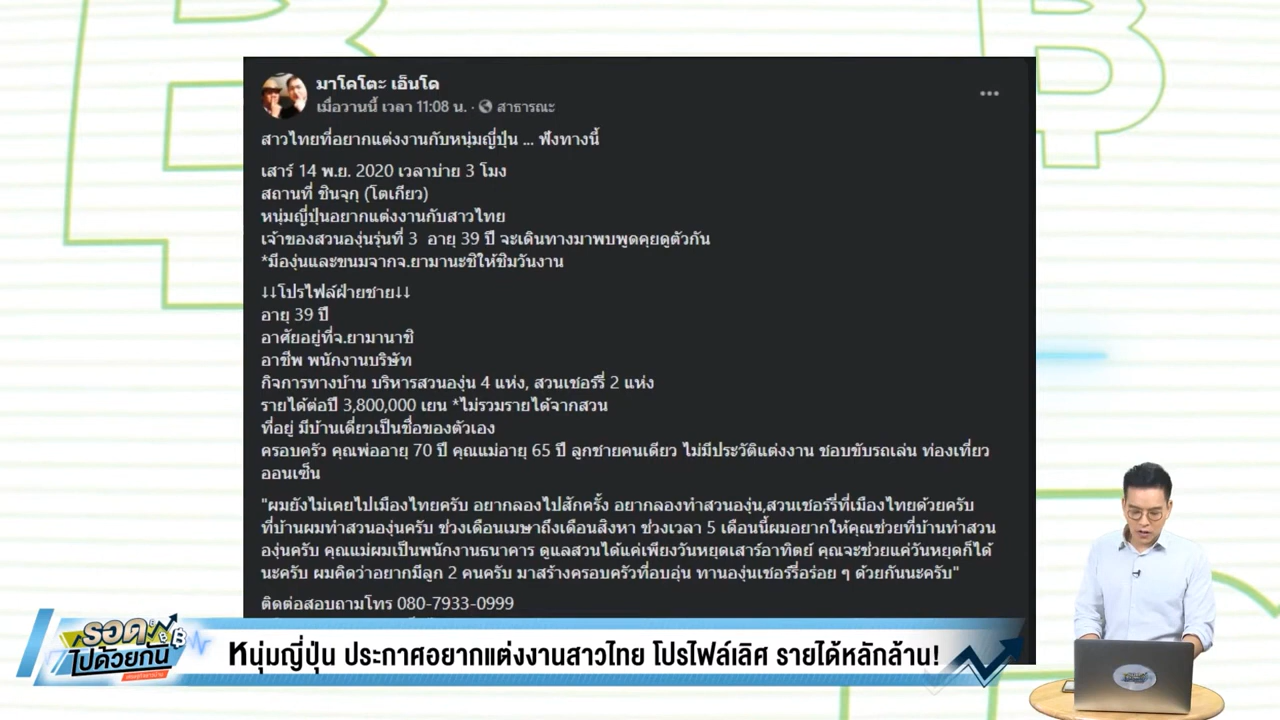 มาโคโตะ เอ็นโด
เมื่อวานนี้ เวลา 11:08 น. · สาธารณะ
สาวไทยที่อยากแต่งงานกับหนุ่มญี่ปุ่น ... ฟังทางนี้
เสาร์ 14 พ.ย. 2020 เวลาบ่าย 3 โมง
สถานที่ ชินจุกุ (โตเกียว)
หนุ่มญี่ปุ่นอยากแต่งงานกับสาวไทย
เจ้าของสวนองุ่นรุ่นที่ 3 อายุ 39 ปี จะเดินทางมาพบพูดคุยดูตัวกัน
*มีองุ่นและขนมจากจ.ยามานะชิให้ชิมวันงาน
↓↓โปรไฟล์ฝ่ายชาย↓↓
อายุ 39 ปี
อาศัยอยู่ที่จ.ยามานาชิ
อาชีพ พนักงานบริษัท
กิจการทางบ้าน บริหารสวนองุ่น 4 แห่ง, สวนเชอร์รี่ 2 แห่ง
รายได้ต่อปี 3,800,000 เยน *ไม่รวมรายได้จากสวน
ที่อยู่ มีบ้านเดี่ยวเป็นชื่อของตัวเอง
ครอบครัว คุณพ่ออายุ 70 ปี คุณแม่อายุ 65 ปี ลูกชายคนเดียว ไม่มีประวัติแต่งงาน ชอบขับรถเล่น ท่องเที่ยว
ออนเซ็น
"ผมยังไม่เคยไปเมืองไทยครับ อยากลองไปสักครั้ง อยากลองทำสวนองุ่น,สวนเชอร์รี่ที่เมืองไทยด้วยครับ
ที่บ้านผมทำสวนองุ่นครับ ช่วงเดือนเมษาถึงเดือนสิงหา ช่วงเวลา 5 เดือนนี้ผมอยากให้คุณช่วยที่บ้านทำสวน
องุ่นครับ คุณแม่ผมเป็นพนักงานธนาคาร ดูแลสวนได้แค่เพียงวันหยุดเสาร์อาทิตย์ คุณจะช่วยแค่วันหยุดก็ได้
นะครับ ผมคิดว่าอยากมีลูก 2 คนครับ มาสร้างครอบครัวที่อบอุ่น ทานองุ่นเชอร์รี่อร่อย ๆ ด้วยกันนะครับ"
ติดต่อสอบถามโทร 080-7933-0999
รอด
ไปด้วยกัน
หนุ่มญี่ปุ่น ประกาศอยากแต่งงานสาวไทย โปรไฟล์เลิศ รายได้หลักล้าน!